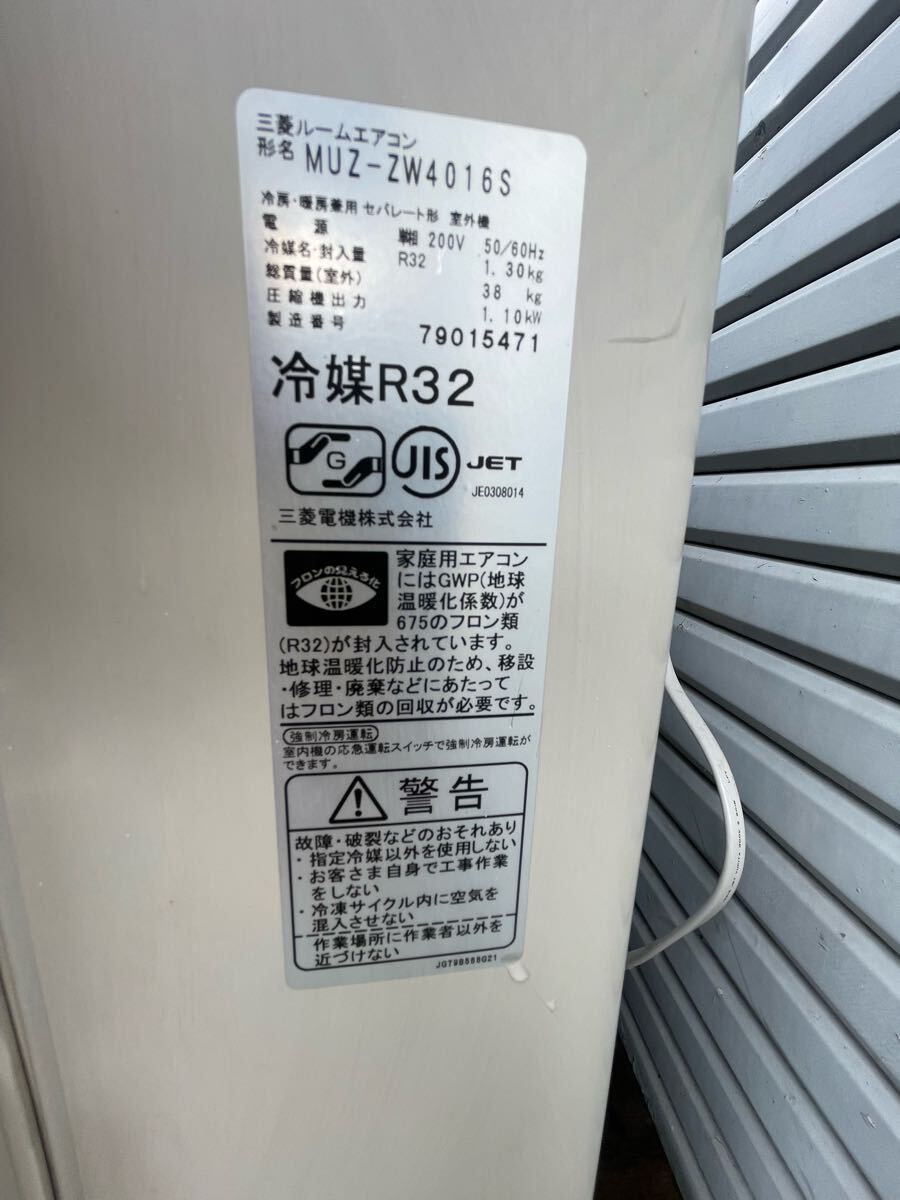 三菱ルームエアコン
形名 MUZ-ZW4016S
冷房・暖房兼用 セパレート形 室外機
電源 単相 200V 50/60Hz
冷媒名・封入量 R32 1.30kg
総質量(室外) 38 kg
圧縮機出力 1.10kW
製造番号 79015471
冷媒R32
G
JIS JET
JE0308014
三菱電機株式会社
フロンの見える化
家庭用エアコン
にはGWP(地球
温暖化係数)が
675のフロン類
(R32)が封入されています。
地球温暖化防止のため、移設
・修理・廃棄などにあたって
はフロン類の回収が必要です。
強制冷房運転
室内機の応急運転スイッチで強制冷房運転が
できます。
警告
故障・破裂などのおそれあり
・指定冷媒以外を使用しない
・お客さま自身で工事作業
をしない
・冷凍サイクル内に空気を
混入させない
作業場所に作業者以外を
近づけない
JG79B588G21